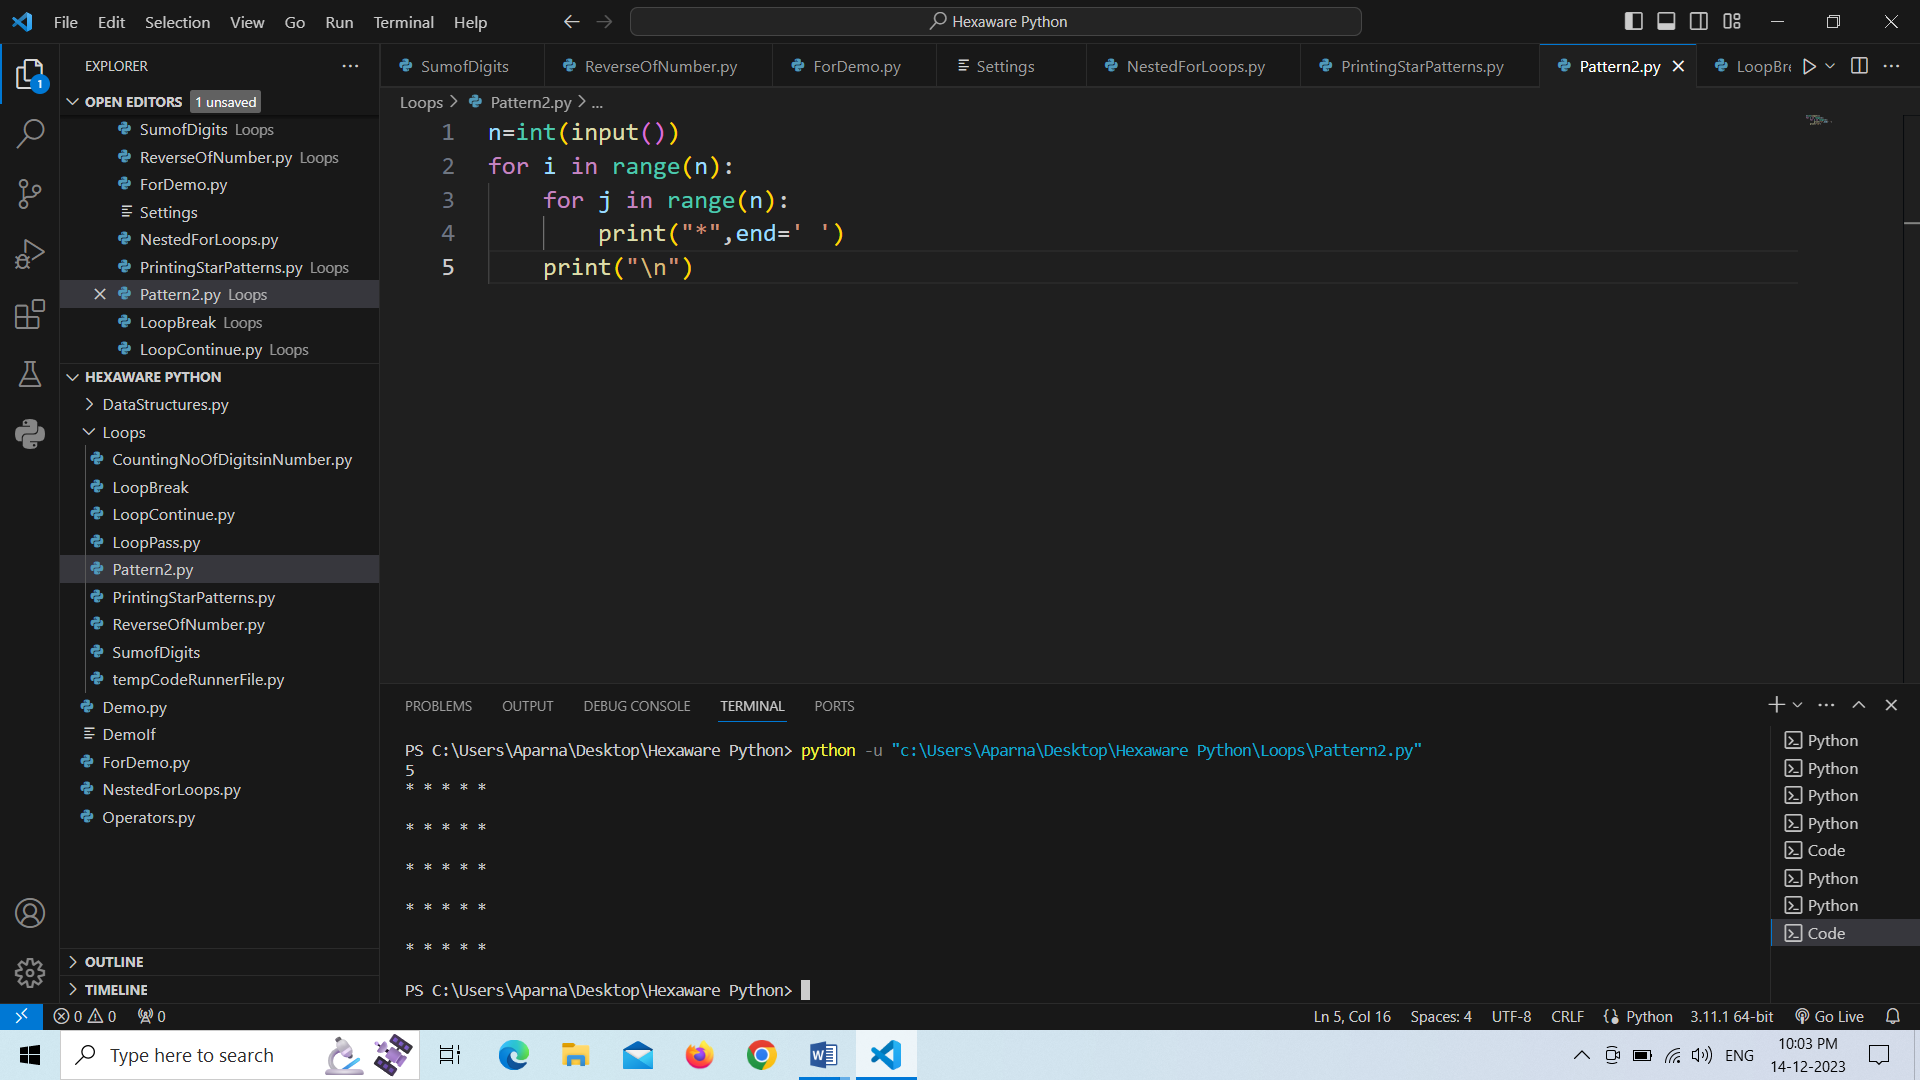 File Edit Selection View Go Run Terminal Help
Hexaware Python
EXPLORER
SumofDigits ReverseOfNumber.py ForDemo.py Settings NestedForLoops.py PrintingStarPatterns.py Pattern2.py LoopBre
OPEN EDITORS 1 unsaved
SumofDigits Loops
ReverseOfNumber.py Loops
ForDemo.py
Settings
NestedForLoops.py
PrintingStarPatterns.py Loops
Pattern2.py Loops
LoopBreak Loops
LoopContinue.py Loops
HEXAWARE PYTHON
DataStructures.py
Loops
CountingNoOfDigitsinNumber.py
LoopBreak
LoopContinue.py
LoopPass.py
Pattern2.py
PrintingStarPatterns.py
ReverseOfNumber.py
SumofDigits
tempCodeRunnerFile.py
Demo.py
DemoIf
ForDemo.py
NestedForLoops.py
Operators.py
OUTLINE
TIMELINE
1
Loops > Pattern2.py > ...
1 n=int(input())
2 for i in range(n):
3 for j in range(n):
4 print("*",end=' ')
5 print("\n")
PROBLEMS OUTPUT DEBUG CONSOLE TERMINAL PORTS
PS C:\Users\Aparna\Desktop\Hexaware Python> python -u "c:\Users\Aparna\Desktop\Hexaware Python\Loops\Pattern2.py"
5
* * * * *
* * * * *
* * * * *
* * * * *
* * * * *
PS C:\Users\Aparna\Desktop\Hexaware Python>
Python
Python
Python
Python
Code
Python
Python
Code
0 0 0
Ln 5, Col 16 Spaces: 4 UTF-8 CRLF Python 3.11.1 64-bit Go Live
Type here to search
ENG
10:03 PM
14-12-2023